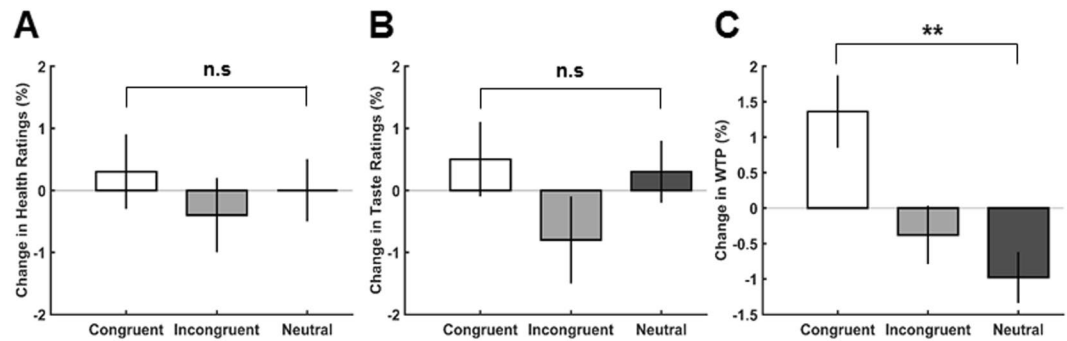 A
n.s
Change in Health Ratings (%)
2
1
0
-1
-2
Congruent Incongruent Neutral
B
n.s
Change in Taste Ratings (%)
2
1
0
-1
-2
Congruent Incongruent Neutral
C
**
Change in WTP (%)
2
1.5
1
0.5
0
-0.5
-1
-1.5
Congruent Incongruent Neutral